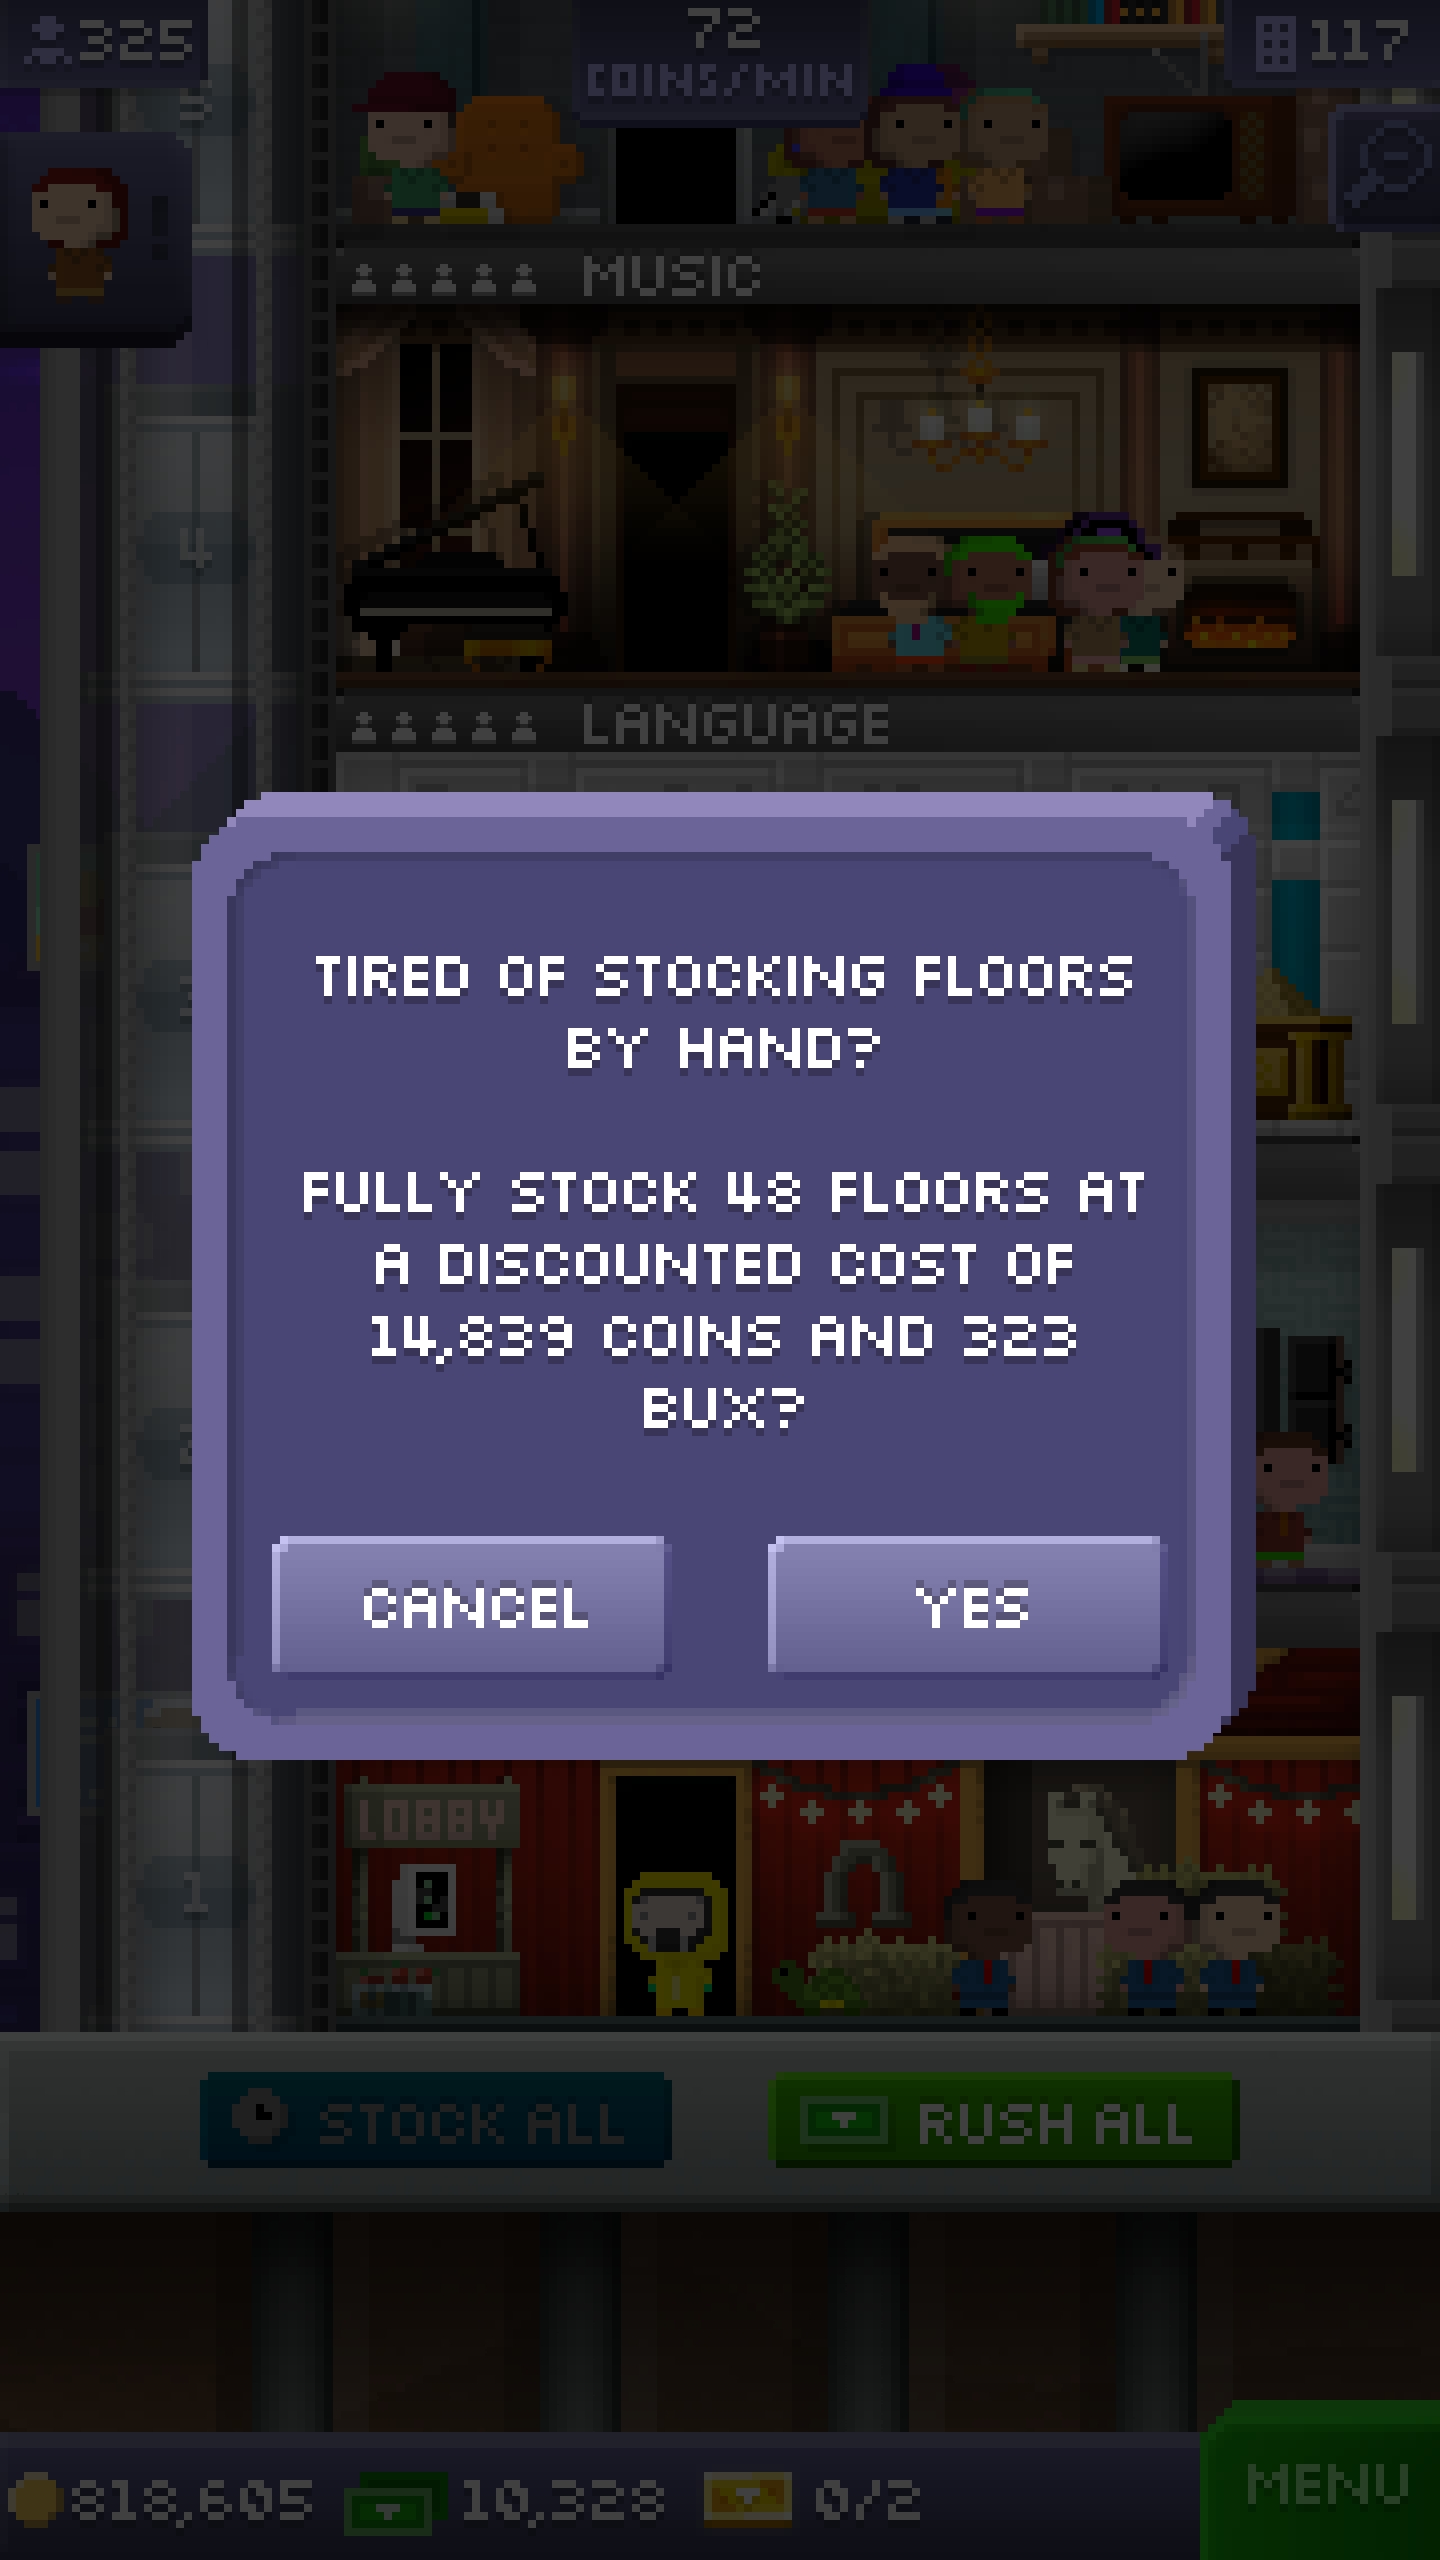 325
72
COINS/MIN
117
5
MUSIC
4
LANGUAGE
TIRED OF STOCKING FLOORS
BY HAND?
FULLY STOCK 48 FLOORS AT
A DISCOUNTED COST OF
14,839 COINS AND 323
BUX?
CANCEL YES
LOBBY
1
STOCK ALL RUSH ALL
818,605 10,328 0/2
MENU